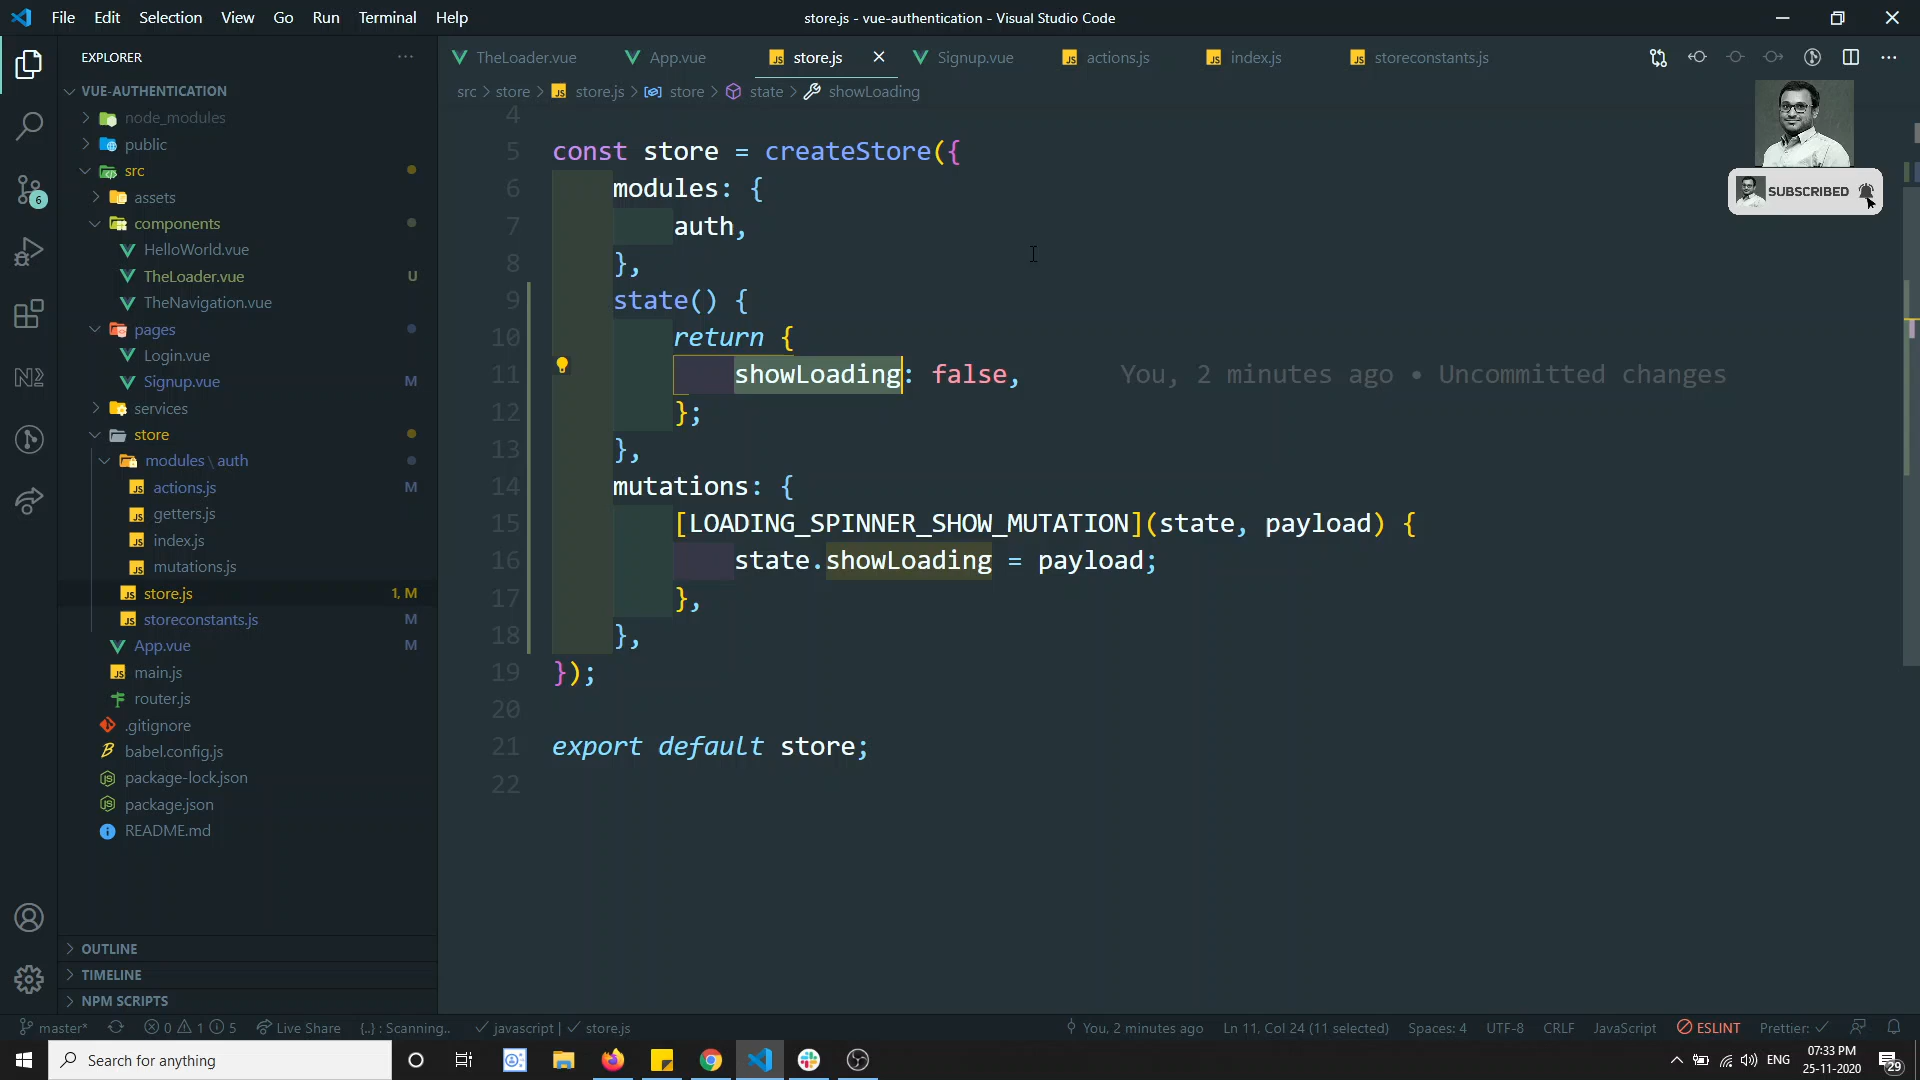 File Edit Selection View Go Run Terminal Help
store.js - vue-authentication - Visual Studio Code
EXPLORER
VUE-AUTHENTICATION
node_modules
public
src
assets
components
HelloWorld.vue
TheLoader.vue U
TheNavigation.vue
pages
Login.vue
Signup.vue M
services
store
modules \ auth
actions.js M
getters.js
index.js
mutations.js
store.js 1, M
storeconstants.js M
App.vue M
main.js
router.js
.gitignore
babel.config.js
package-lock.json
package.json
README.md
OUTLINE
TIMELINE
NPM SCRIPTS
6
TheLoader.vue App.vue store.js Signup.vue actions.js index.js storeconstants.js
src > store > JS store.js > store > state > showLoading
SUBSCRIBED
4
5 const store = createStore({
6 modules: {
7 auth,
8 },
9 state() {
10 return {
11 showLoading: false, You, 2 minutes ago • Uncommitted changes
12 };
13 },
14 mutations: {
15 [LOADING_SPINNER_SHOW_MUTATION](state, payload) {
16 state.showLoading = payload;
17 },
18 },
19 });
20
21 export default store;
22
master* 0 1 5 Live Share {..} : Scanning.. javascript | store.js You, 2 minutes ago Ln 11, Col 24 (11 selected) Spaces: 4 UTF-8 CRLF JavaScript ESLINT Prettier:
Search for anything
ENG
07:33 PM
25-11-2020
29